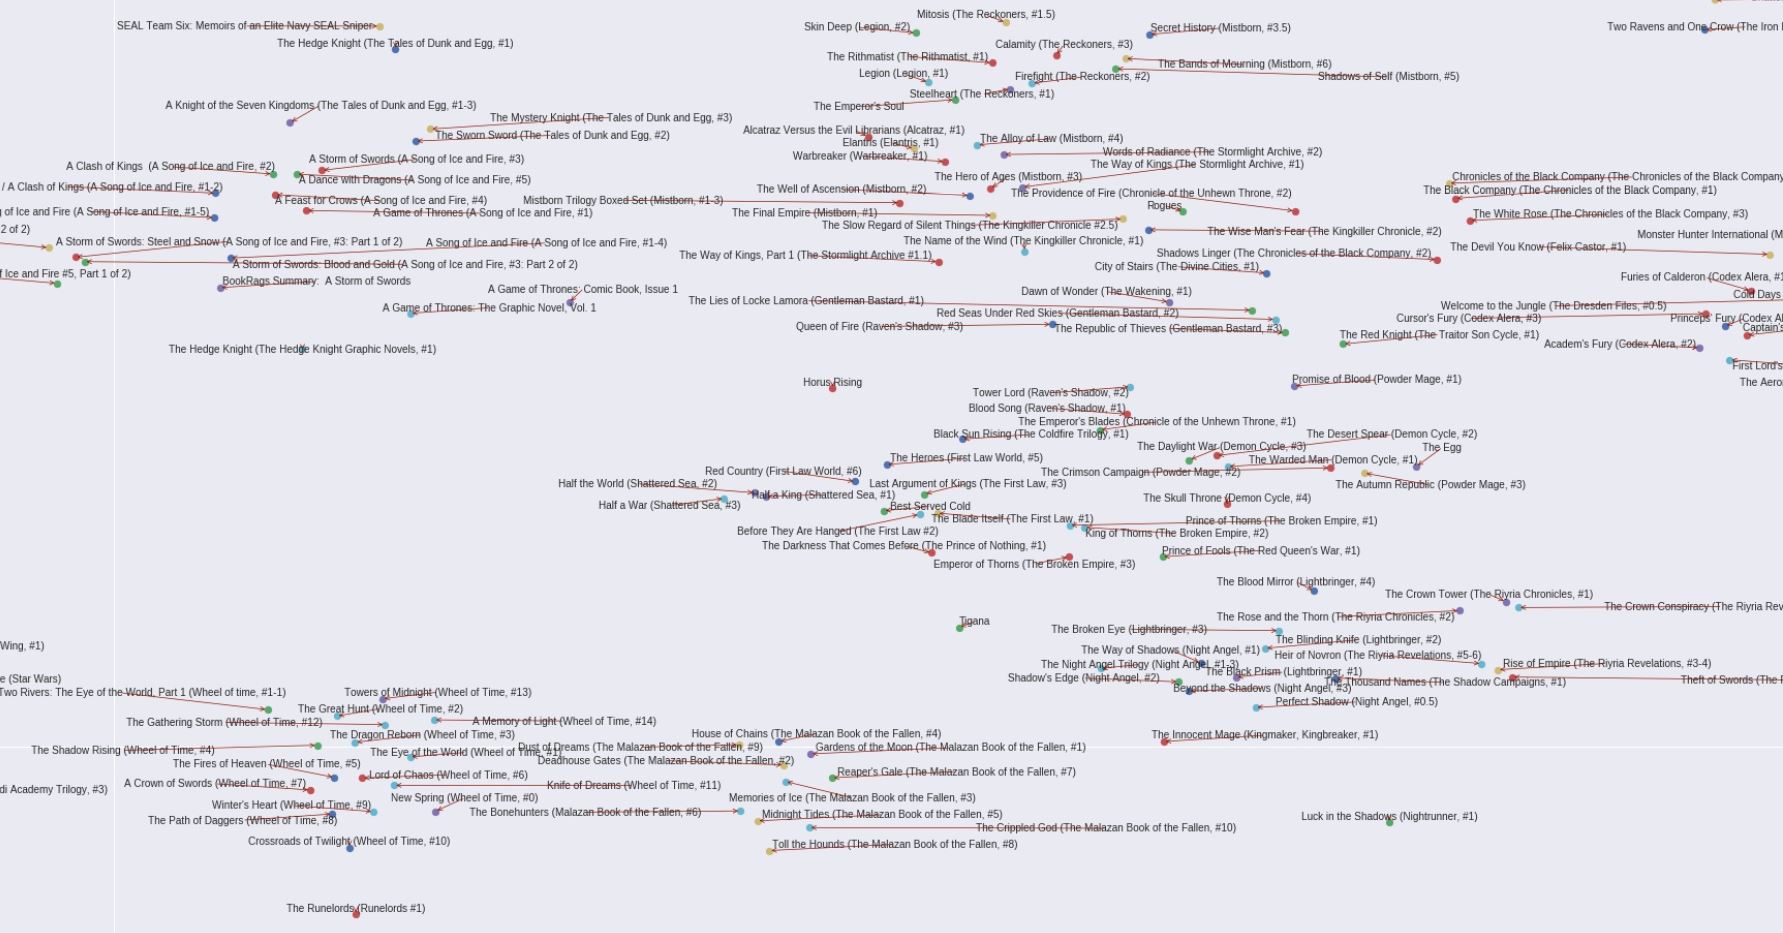 Mitosis (The Reckoners, #1.5)
SEAL Team Six: Memoirs of an Elite Navy SEAL Sniper
Skin Deep (Legion, #2)
Secret History (Mistborn, #3.5)
Two Ravens and One Crow (The Iron
The Hedge Knight (The Tales of Dunk and Egg, #1)
Calamity (The Reckoners, #3)
The Rithmatist (The Rithmatist, #1)
The Bands of Mourning (Mistborn, #6)
Legion (Legion, #1)
Firefight (The Reckoners, #2)
Shadows of Self (Mistborn, #5)
Steelheart (The Reckoners, #1)
A Knight of the Seven Kingdoms (The Tales of Dunk and Egg, #1-3)
The Emperor's Soul
The Mystery Knight (The Tales of Dunk and Egg, #3)
The Sworn Sword (The Tales of Dunk and Egg, #2)
Alcatraz Versus the Evil Librarians (Alcatraz, #1)
Elantris (Elantris, #1)
The Alloy of Law (Mistborn, #4)
Warbreaker (Warbreaker, #1)
Words of Radiance (The Stormlight Archive, #2)
A Storm of Swords (A Song of Ice and Fire, #3)
The Way of Kings (The Stormlight Archive, #1)
A Clash of Kings (A Song of Ice and Fire, #2)
The Hero of Ages (Mistborn, #3)
Chronicles of the Black Company (The Chronicles of the Black Company
A Dance with Dragons (A Song of Ice and Fire, #5)
/ A Clash of Kings (A Song of Ice and Fire, #1-2)
The Well of Ascension (Mistborn, #2)
The Providence of Fire (Chronicle of the Unhewn Throne, #2)
The Black Company (The Chronicles of the Black Company, #1)
A Feast for Crows (A Song of Ice and Fire, #4)
Mistborn Trilogy Boxed Set (Mistborn, #1-3)
Rogues
g of Ice and Fire (A Song of Ice and Fire, #1-5)
A Game of Thrones (A Song of Ice and Fire, #1)
The Final Empire (Mistborn, #1)
The White Rose (The Chronicles of the Black Company, #3)
2 of 2)
The Slow Regard of Silent Things (The Kingkiller Chronicle #2.5)
The Wise Man's Fear (The Kingkiller Chronicle, #2)
Monster Hunter International (M
A Storm of Swords: Steel and Snow (A Song of Ice and Fire, #3: Part 1 of 2)
A Song of Ice and Fire (A Song of Ice and Fire, #1-4)
The Name of the Wind (The Kingkiller Chronicle, #1)
The Devil You Know (Felix Castor, #1)
The Way of Kings, Part 1 (The Stormlight Archive #1.1)
Shadows Linger (The Chronicles of the Black Company, #2)
A Storm of Swords: Blood and Gold (A Song of Ice and Fire, #3: Part 2 of 2)
City of Stairs (The Divine Cities, #1)
f Ice and Fire #5, Part 1 of 2)
Furies of Calderon (Codex Alera, #1
BookRags Summary: A Storm of Swords
A Game of Thrones: Comic Book, Issue 1
Dawn of Wonder (The Wakening, #1)
Cold Days
The Lies of Locke Lamora (Gentleman Bastard, #1)
Welcome to the Jungle (The Dresden Files, #0.5)
A Game of Thrones: The Graphic Novel, Vol. 1
Red Seas Under Red Skies (Gentleman Bastard, #2)
Cursor's Fury (Codex Alera, #3)
Princeps' Fury (Codex Al
Queen of Fire (Raven's Shadow, #3)
The Republic of Thieves (Gentleman Bastard, #3)
Captain's
The Red Knight (The Traitor Son Cycle, #1)
Academ's Fury (Codex Alera, #2)
The Hedge Knight (The Hedge Knight Graphic Novels, #1)
First Lord's
Horus Rising
Promise of Blood (Powder Mage, #1)
The Aero
Tower Lord (Raven's Shadow, #2)
Blood Song (Raven's Shadow, #1)
The Emperor's Blades (Chronicle of the Unhewn Throne, #1)
Black Sun Rising (The Coldfire Trilogy, #1)
The Desert Spear (Demon Cycle, #2)
The Daylight War (Demon Cycle, #3)
The Egg
The Heroes (First Law World, #5)
The Warded Man (Demon Cycle, #1)
Red Country (First Law World, #6)
The Crimson Campaign (Powder Mage, #2)
Half the World (Shattered Sea, #2)
Last Argument of Kings (The First Law, #3)
The Autumn Republic (Powder Mage, #3)
Half a King (Shattered Sea, #1)
The Skull Throne (Demon Cycle, #4)
Half a War (Shattered Sea, #3)
Best Served Cold
The Blade Itself (The First Law, #1)
Prince of Thorns (The Broken Empire, #1)
Before They Are Hanged (The First Law #2)
King of Thorns (The Broken Empire, #2)
The Darkness That Comes Before (The Prince of Nothing, #1)
Prince of Fools (The Red Queen's War, #1)
Emperor of Thorns (The Broken Empire, #3)
The Blood Mirror (Lightbringer, #4)
The Crown Tower (The Riyria Chronicles, #1)
The Crown Conspiracy (The Riyria Rev
The Rose and the Thorn (The Riyria Chronicles, #2)
Tigana
The Broken Eye (Lightbringer, #3)
The Blinding Knife (Lightbringer, #2)
Wing, #1)
The Way of Shadows (Night Angel, #1)
Heir of Novron (The Riyria Revelations, #5-6)
The Night Angel Trilogy (Night Angel, #1-3)
Rise of Empire (The Riyria Revelations, #3-4)
The Black Prism (Lightbringer, #1)
e (Star Wars)
Shadow's Edge (Night Angel, #2)
The Thousand Names (The Shadow Campaigns, #1)
Theft of Swords (The R
Beyond the Shadows (Night Angel, #3)
Two Rivers: The Eye of the World, Part 1 (Wheel of time, #1-1)
Towers of Midnight (Wheel of Time, #13)
Perfect Shadow (Night Angel, #0.5)
The Great Hunt (Wheel of Time, #2)
The Gathering Storm (Wheel of Time, #12)
A Memory of Light (Wheel of Time, #14)
The Dragon Reborn (Wheel of Time, #3)
House of Chains (The Malazan Book of the Fallen, #4)
The Innocent Mage (Kingmaker, Kingbreaker, #1)
The Shadow Rising (Wheel of Time, #4)
The Eye of the World (Wheel of Time, #1)
Dust of Dreams (The Malazan Book of the Fallen, #9)
Gardens of the Moon (The Malazan Book of the Fallen, #1)
The Fires of Heaven (Wheel of Time, #5)
Deadhouse Gates (The Malazan Book of the Fallen, #2)
Lord of Chaos (Wheel of Time, #6)
Reaper's Gale (The Malazan Book of the Fallen, #7)
A Crown of Swords (Wheel of Time, #7)
Knife of Dreams (Wheel of Time, #11)
di Academy Trilogy, #3)
New Spring (Wheel of Time, #0)
Memories of Ice (The Malazan Book of the Fallen, #3)
Winter's Heart (Wheel of Time, #9)
The Bonehunters (Malazan Book of the Fallen, #6)
Midnight Tides (The Malazan Book of the Fallen, #5)
Luck in the Shadows (Nightrunner, #1)
The Path of Daggers (Wheel of Time, #8)
The Crippled God (The Malazan Book of the Fallen, #10)
Crossroads of Twilight (Wheel of Time, #10)
Toll the Hounds (The Malazan Book of the Fallen, #8)
The Runelords (Runelords #1)